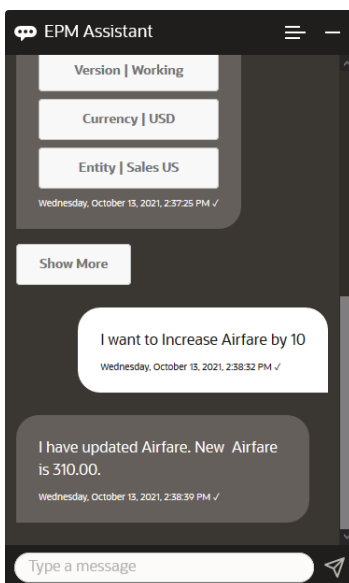 EPM Assistant
Version | Working
Currency | USD
Entity | Sales US
Wednesday, October 13, 2021, 2:37:25 PM ✓
Show More
I want to Increase Airfare by 10
Wednesday, October 13, 2021, 2:38:32 PM ✓
I have updated Airfare. New Airfare
is 310.00.
Wednesday, October 13, 2021, 2:38:39 PM ✓
Type a message